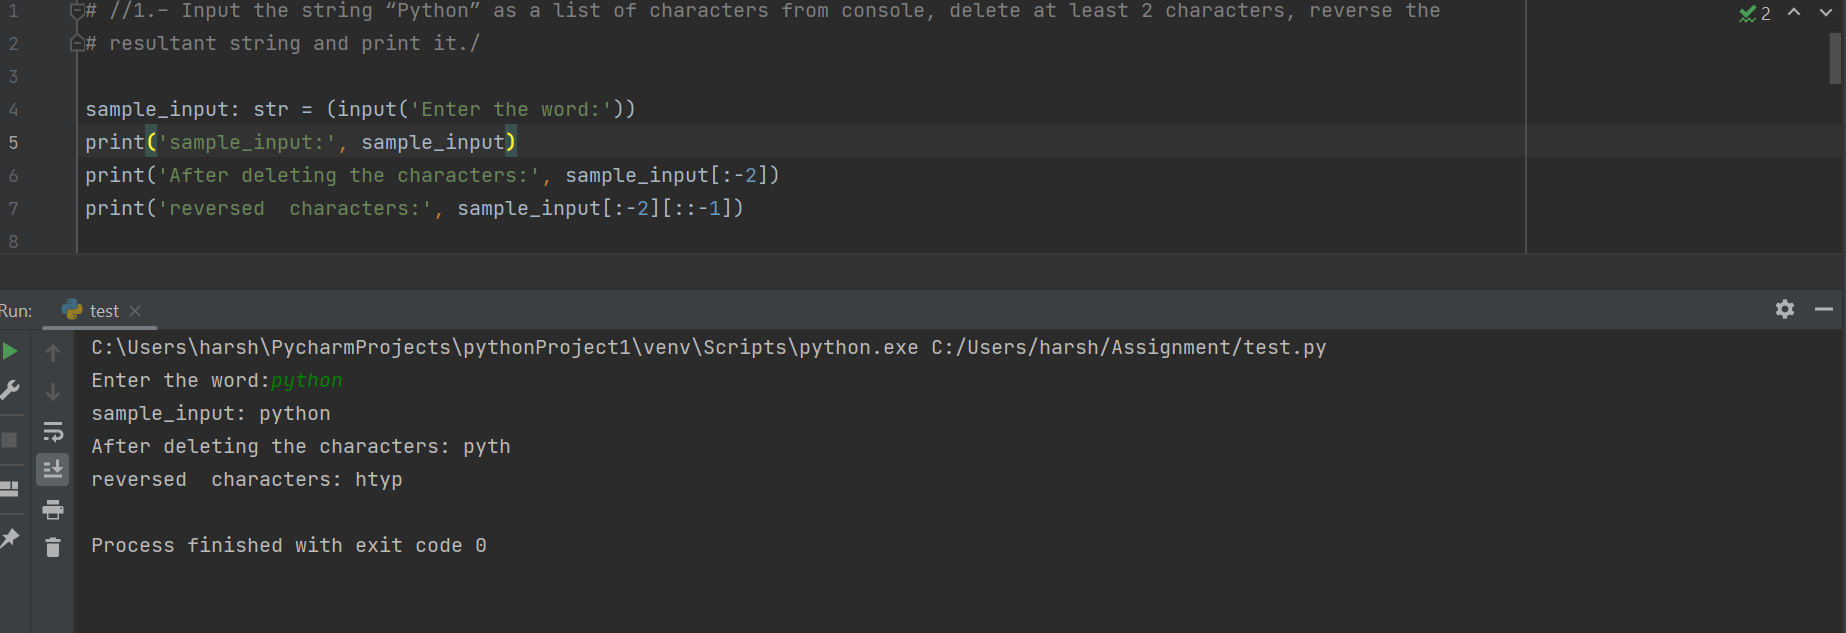 1 # //1.- Input the string “Python” as a list of characters from console, delete at least 2 characters, reverse the
2 # resultant string and print it./
3
4 sample_input: str = (input('Enter the word:'))
5 print('sample_input:', sample_input)
6 print('After deleting the characters:', sample_input[:-2])
7 print('reversed  characters:', sample_input[:-2][::-1])
8
2
Run: test
C:\Users\harsh\PycharmProjects\pythonProject1\venv\Scripts\python.exe C:/Users/harsh/Assignment/test.py
Enter the word:python
sample_input: python
After deleting the characters: pyth
reversed  characters: htyp
Process finished with exit code 0